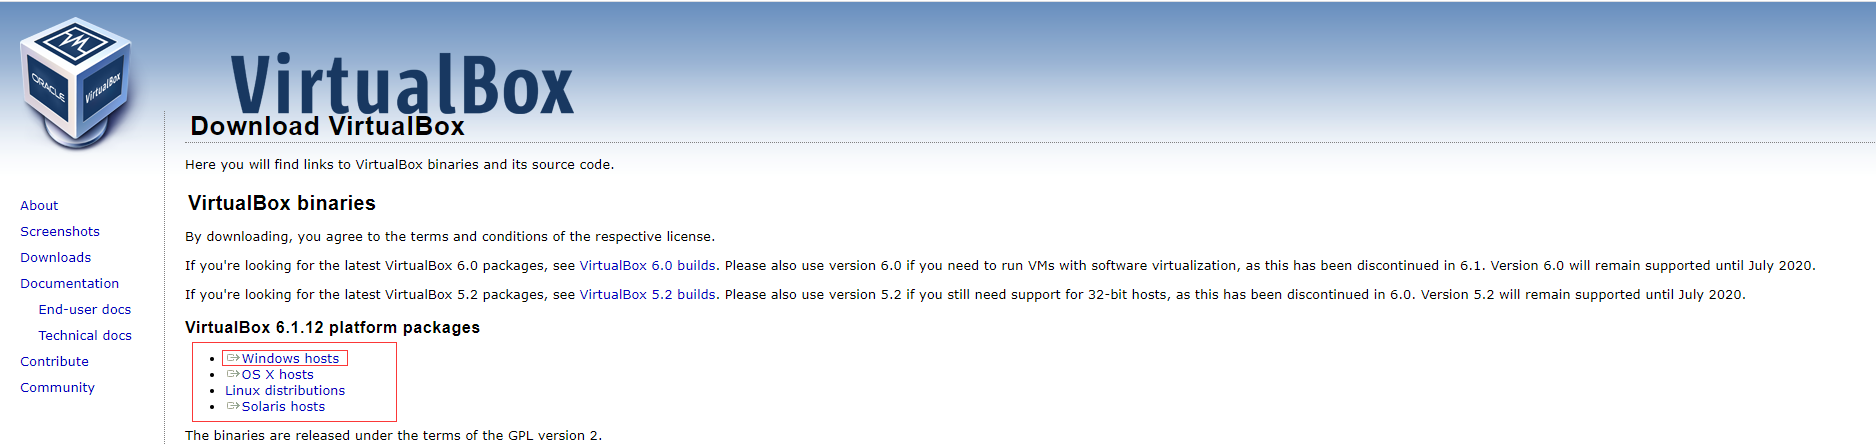 VM
ORACLE
VirtualBox
VirtualBox
Download VirtualBox
Here you will find links to VirtualBox binaries and its source code.
About
Screenshots
Downloads
Documentation
End-user docs
Technical docs
Contribute
Community
VirtualBox binaries
By downloading, you agree to the terms and conditions of the respective license.
If you're looking for the latest VirtualBox 6.0 packages, see VirtualBox 6.0 builds. Please also use version 6.0 if you need to run VMs with software virtualization, as this has been discontinued in 6.1. Version 6.0 will remain supported until July 2020.
If you're looking for the latest VirtualBox 5.2 packages, see VirtualBox 5.2 builds. Please also use version 5.2 if you still need support for 32-bit hosts, as this has been discontinued in 6.0. Version 5.2 will remain supported until July 2020.
VirtualBox 6.1.12 platform packages
Windows hosts
OS X hosts
Linux distributions
Solaris hosts
The binaries are released under the terms of the GPL version 2.